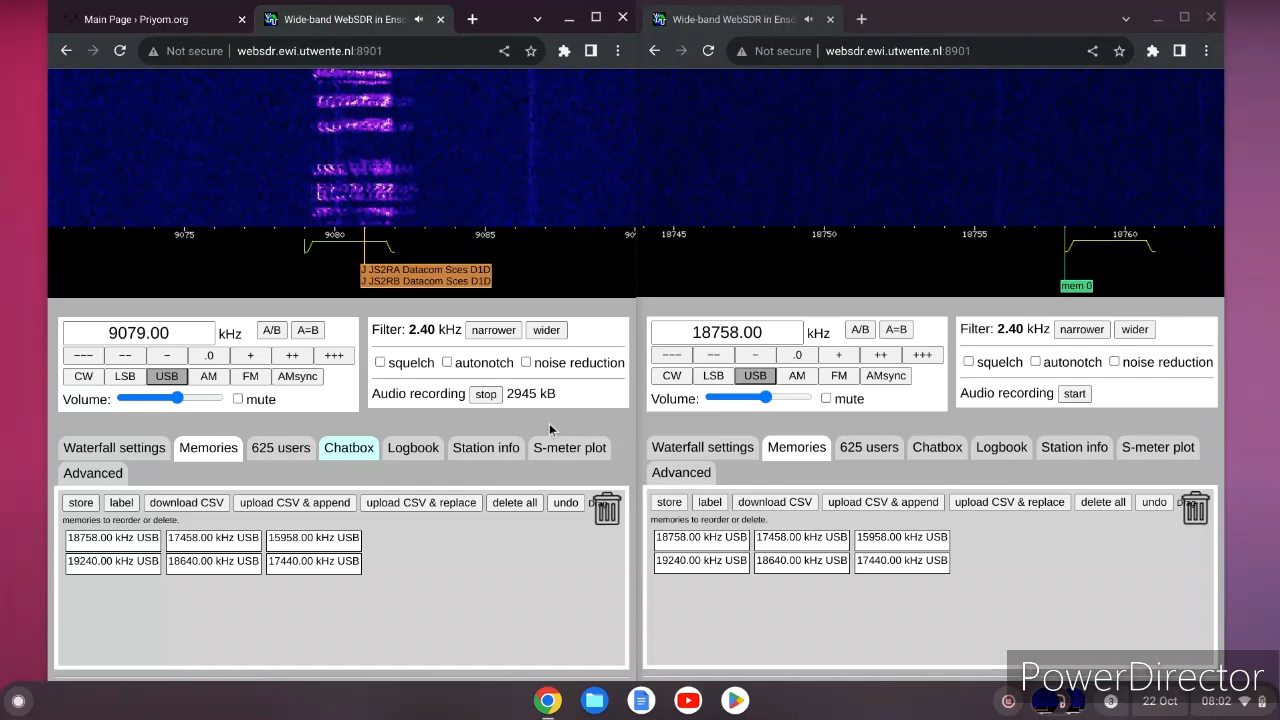 Main Page › Priyom.org
Wide-band WebSDR in Ensc
Not secure websdr.ewi.utwente.nl:8901
9075 9080 9085 90
J JS2RA Datacom Sces D1D
J JS2RB Datacom Sces D1D
9079.00 kHz A/B A=B
--- -- - .0 + ++ +++
CW LSB USB AM FM AMsync
Volume: mute
Filter: 2.40 kHz narrower wider
squelch autonotch noise reduction
Audio recording stop 2945 kB
Waterfall settings Memories 625 users Chatbox Logbook Station info S-meter plot
Advanced
store label download CSV upload CSV & append upload CSV & replace delete all undo
memories to reorder or delete.
18758.00 kHz USB 17458.00 kHz USB 15958.00 kHz USB
19240.00 kHz USB 18640.00 kHz USB 17440.00 kHz USB
Wide-band WebSDR in Ens
Not secure websdr.ewi.utwente.nl:8901
18745 18750 18755 18760
mem 0
18758.00 kHz A/B A=B
--- -- - .0 + ++ +++
CW LSB USB AM FM AMsync
Volume: mute
Filter: 2.40 kHz narrower wider
squelch autonotch noise reduction
Audio recording start
Waterfall settings Memories 625 users Chatbox Logbook Station info S-meter plot
Advanced
store label download CSV upload CSV & append upload CSV & replace delete all undo
memories to reorder or delete.
18758.00 kHz USB 17458.00 kHz USB 15958.00 kHz USB
19240.00 kHz USB 18640.00 kHz USB 17440.00 kHz USB
PowerDirector
3 22 Oct 08:02